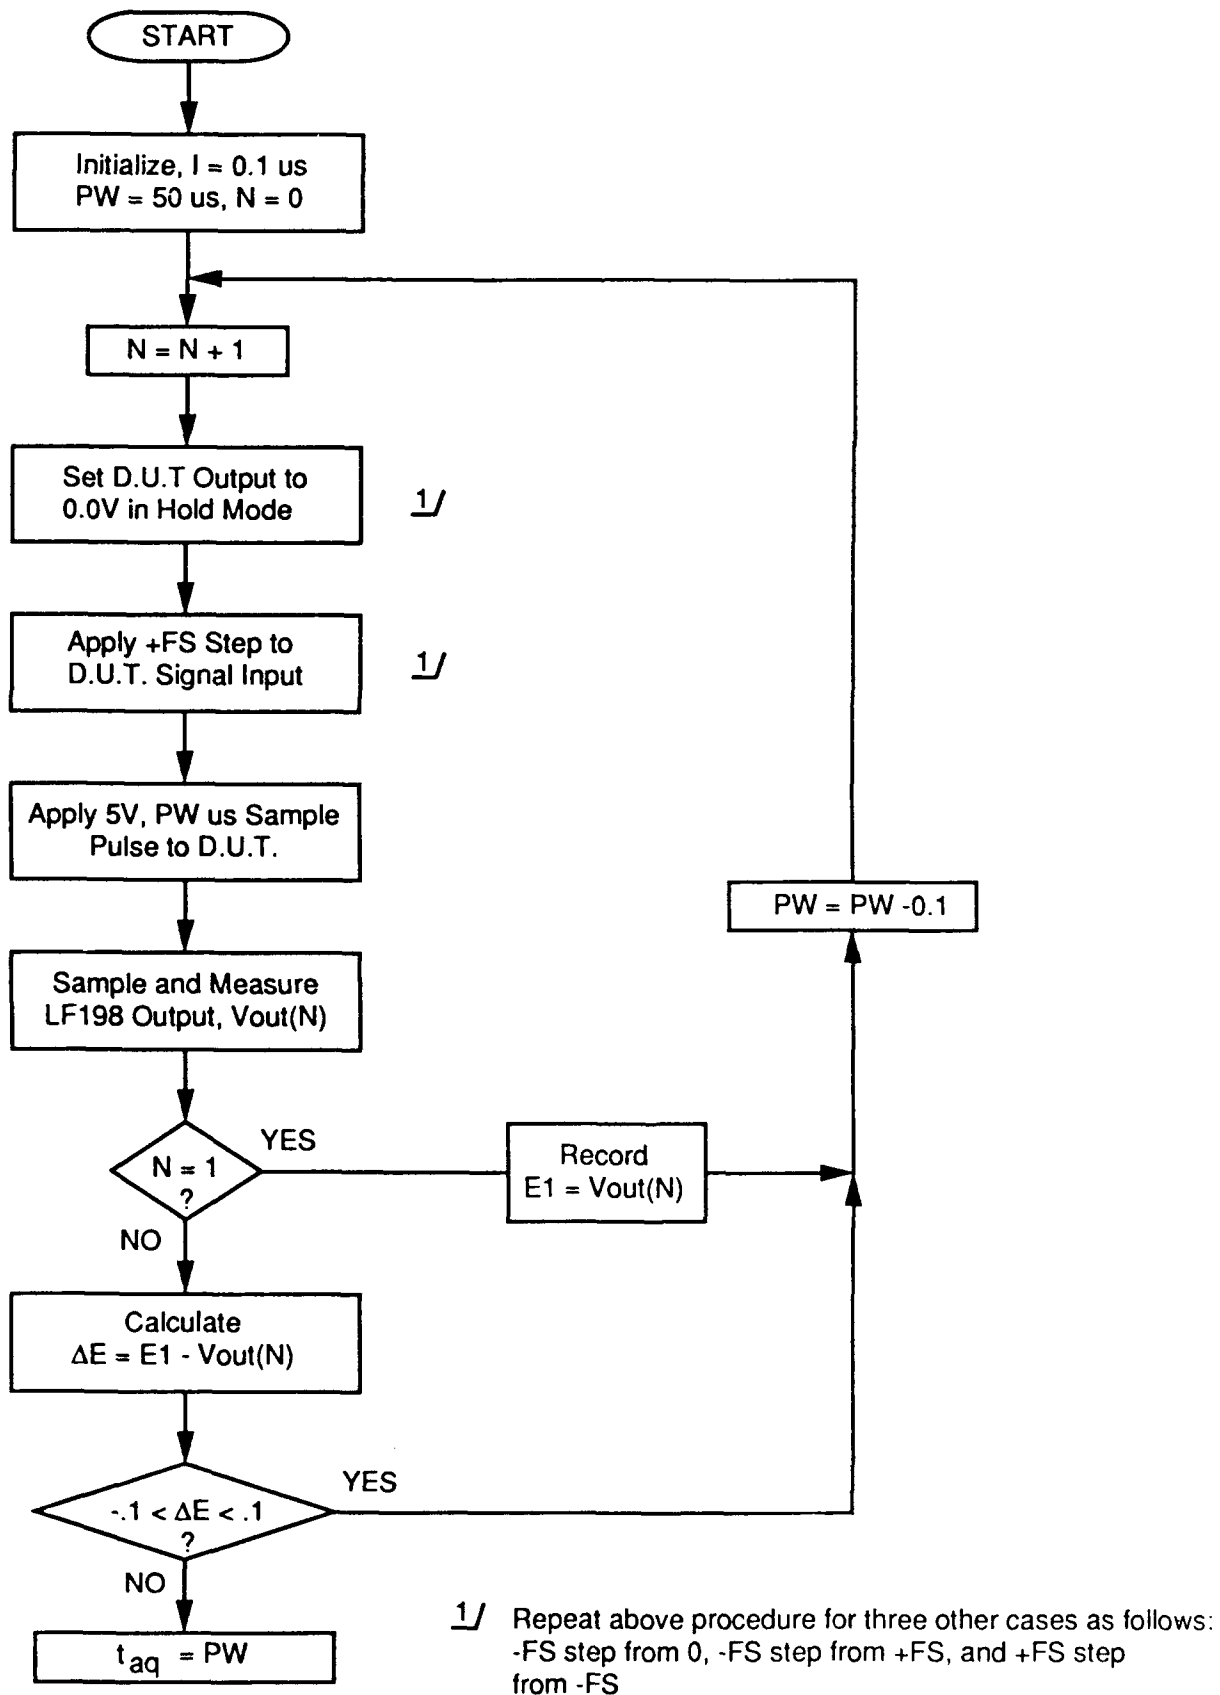 START
Initialize, I = 0.1 us
PW = 50 us, N = 0
N = N + 1
Set D.U.T Output to
0.0V in Hold Mode
1/
Apply +FS Step to
D.U.T. Signal Input
1/
Apply 5V, PW us Sample
Pulse to D.U.T.
PW = PW -0.1
Sample and Measure
LF198 Output, Vout(N)
N = 1
?
YES
NO
Record
E1 = Vout(N)
Calculate
ΔE = E1 - Vout(N)
-.1 < ΔE < .1
?
YES
NO
t aq = PW
1/ Repeat above procedure for three other cases as follows:
-FS step from 0, -FS step from +FS, and +FS step
from -FS